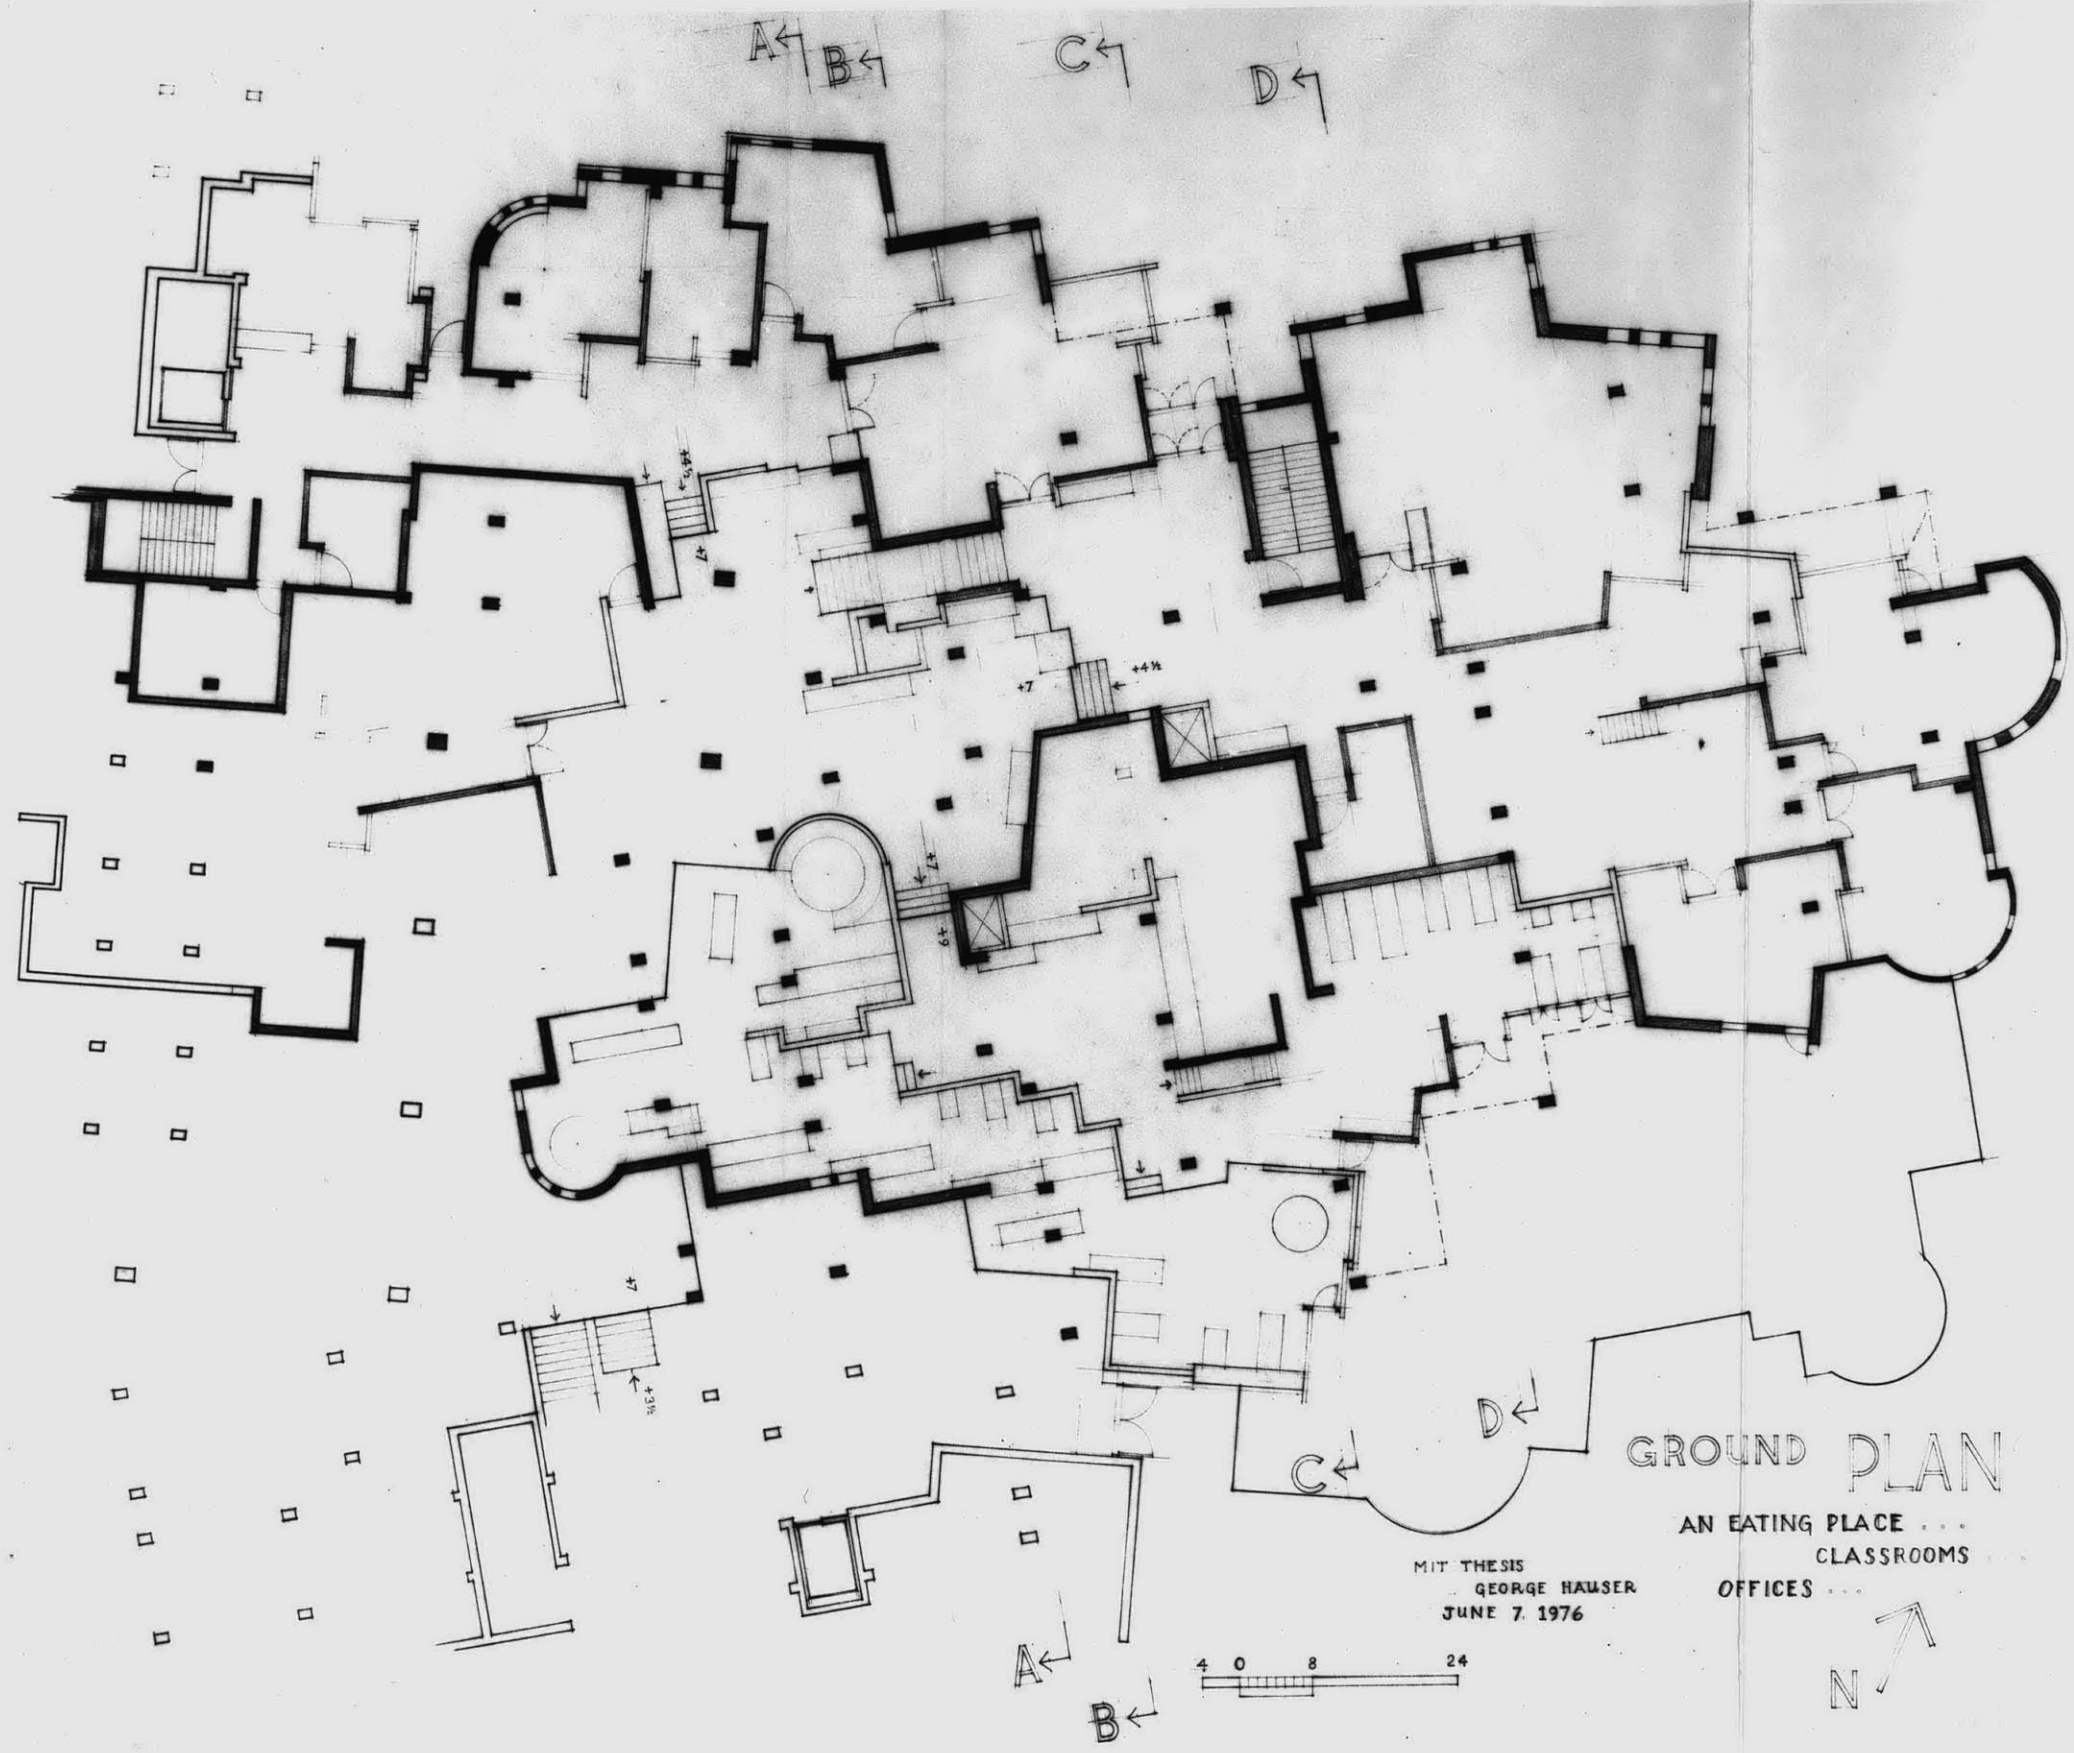 A
B
C
D
+4½
+7
+4½
+7
+7
+9
+7
+3½
D
C
GROUND PLAN
AN EATING PLACE ...
CLASSROOMS
OFFICES ...
MIT THESIS
GEORGE HAUSER
JUNE 7. 1976
A
B
4 0 8 24
N